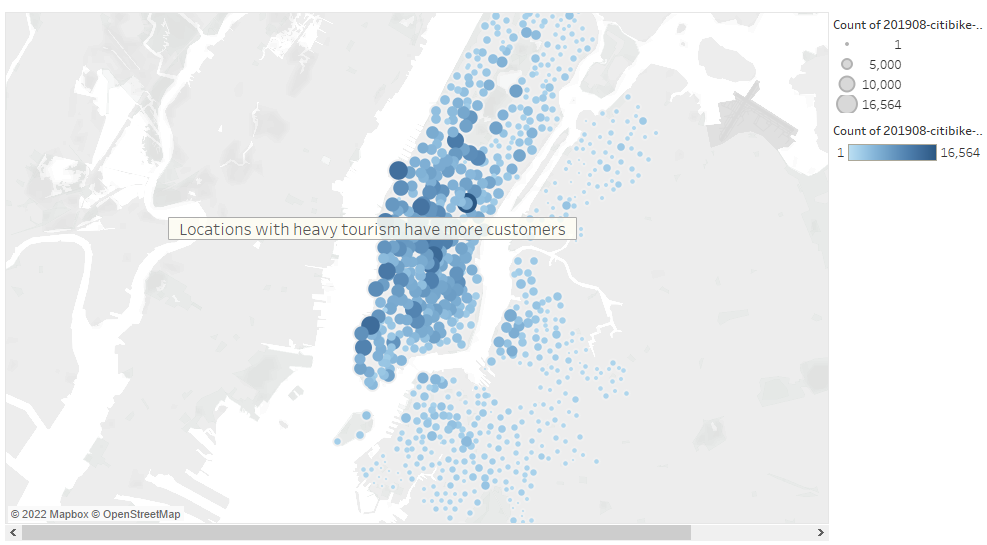 Count of 201908-citibike-..
1
5,000
10,000
16,564
Count of 201908-citibike-..
1 16,564
Locations with heavy tourism have more customers
© 2022 Mapbox © OpenStreetMap